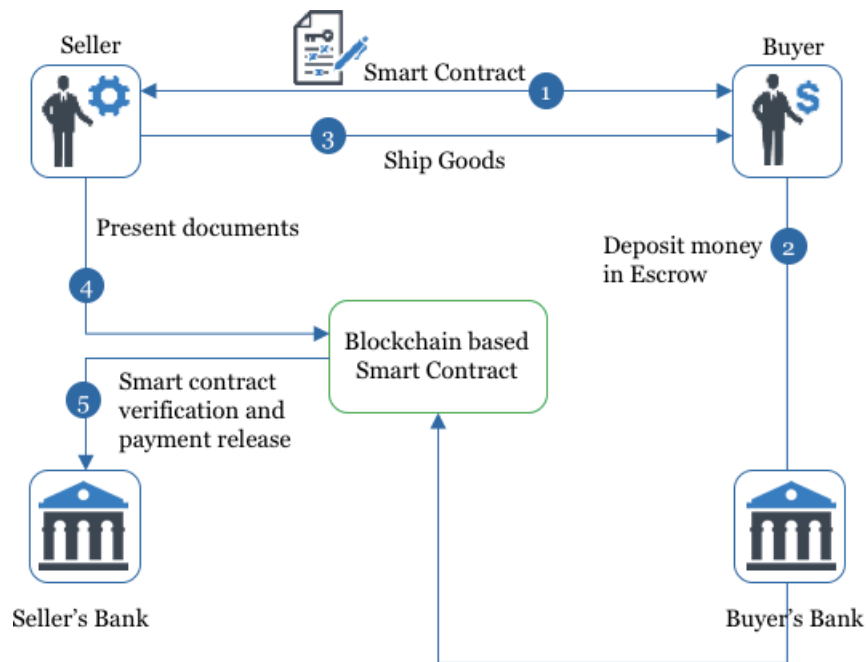 Seller
Buyer
Smart Contract
1
3
Ship Goods
$
Present documents
Deposit money
in Escrow
2
4
Blockchain based
Smart Contract
5
Smart contract
verification and
payment release
Seller’s Bank
Buyer’s Bank